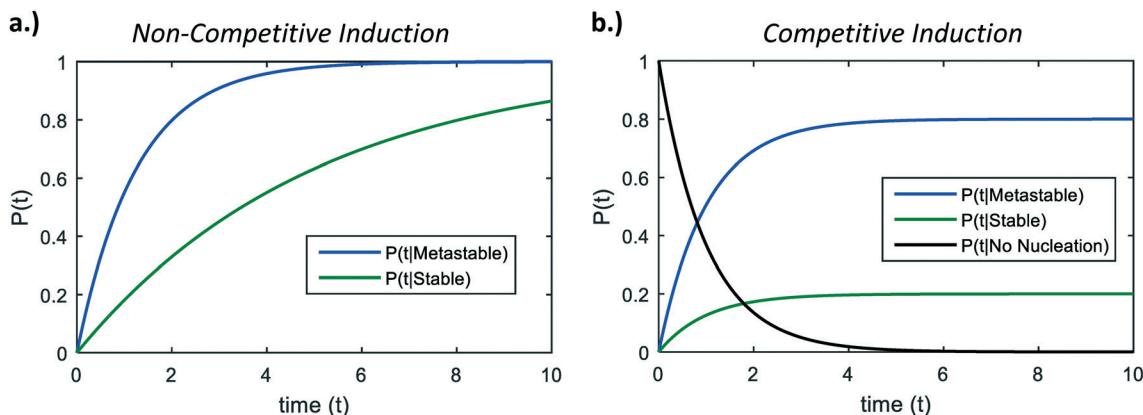 a.)
Non-Competitive Induction
1
0.8
0.6
0.4
0.2
0
P(t)
P(t|Metastable)
P(t|Stable)
0 2 4 6 8 10
time (t)
b.)
Competitive Induction
1
0.8
0.6
0.4
0.2
0
P(t)
P(t|Metastable)
P(t|Stable)
P(t|No Nucleation)
0 2 4 6 8 10
time (t)